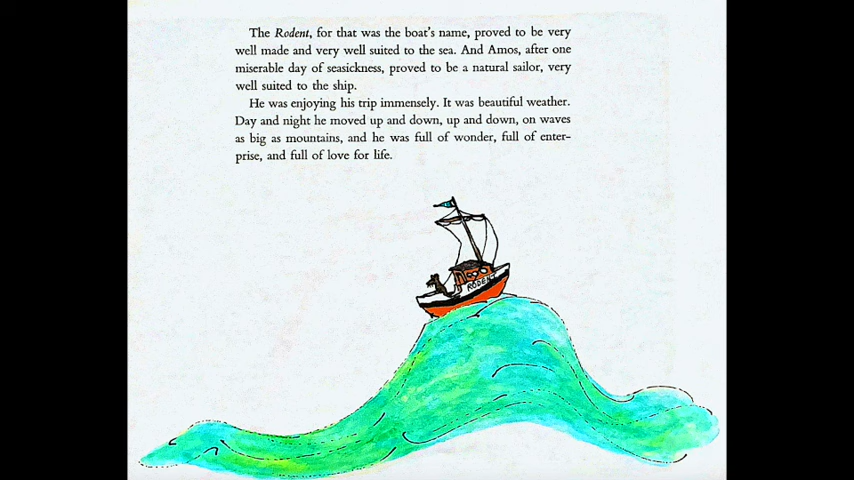 The Rodent, for that was the boat's name, proved to be very
well made and very well suited to the sea. And Amos, after one
miserable day of seasickness, proved to be a natural sailor, very
well suited to the ship.
He was enjoying his trip immensely. It was beautiful weather.
Day and night he moved up and down, up and down, on waves
as big as mountains, and he was full of wonder, full of enter-
prise, and full of love for life.
RODENT